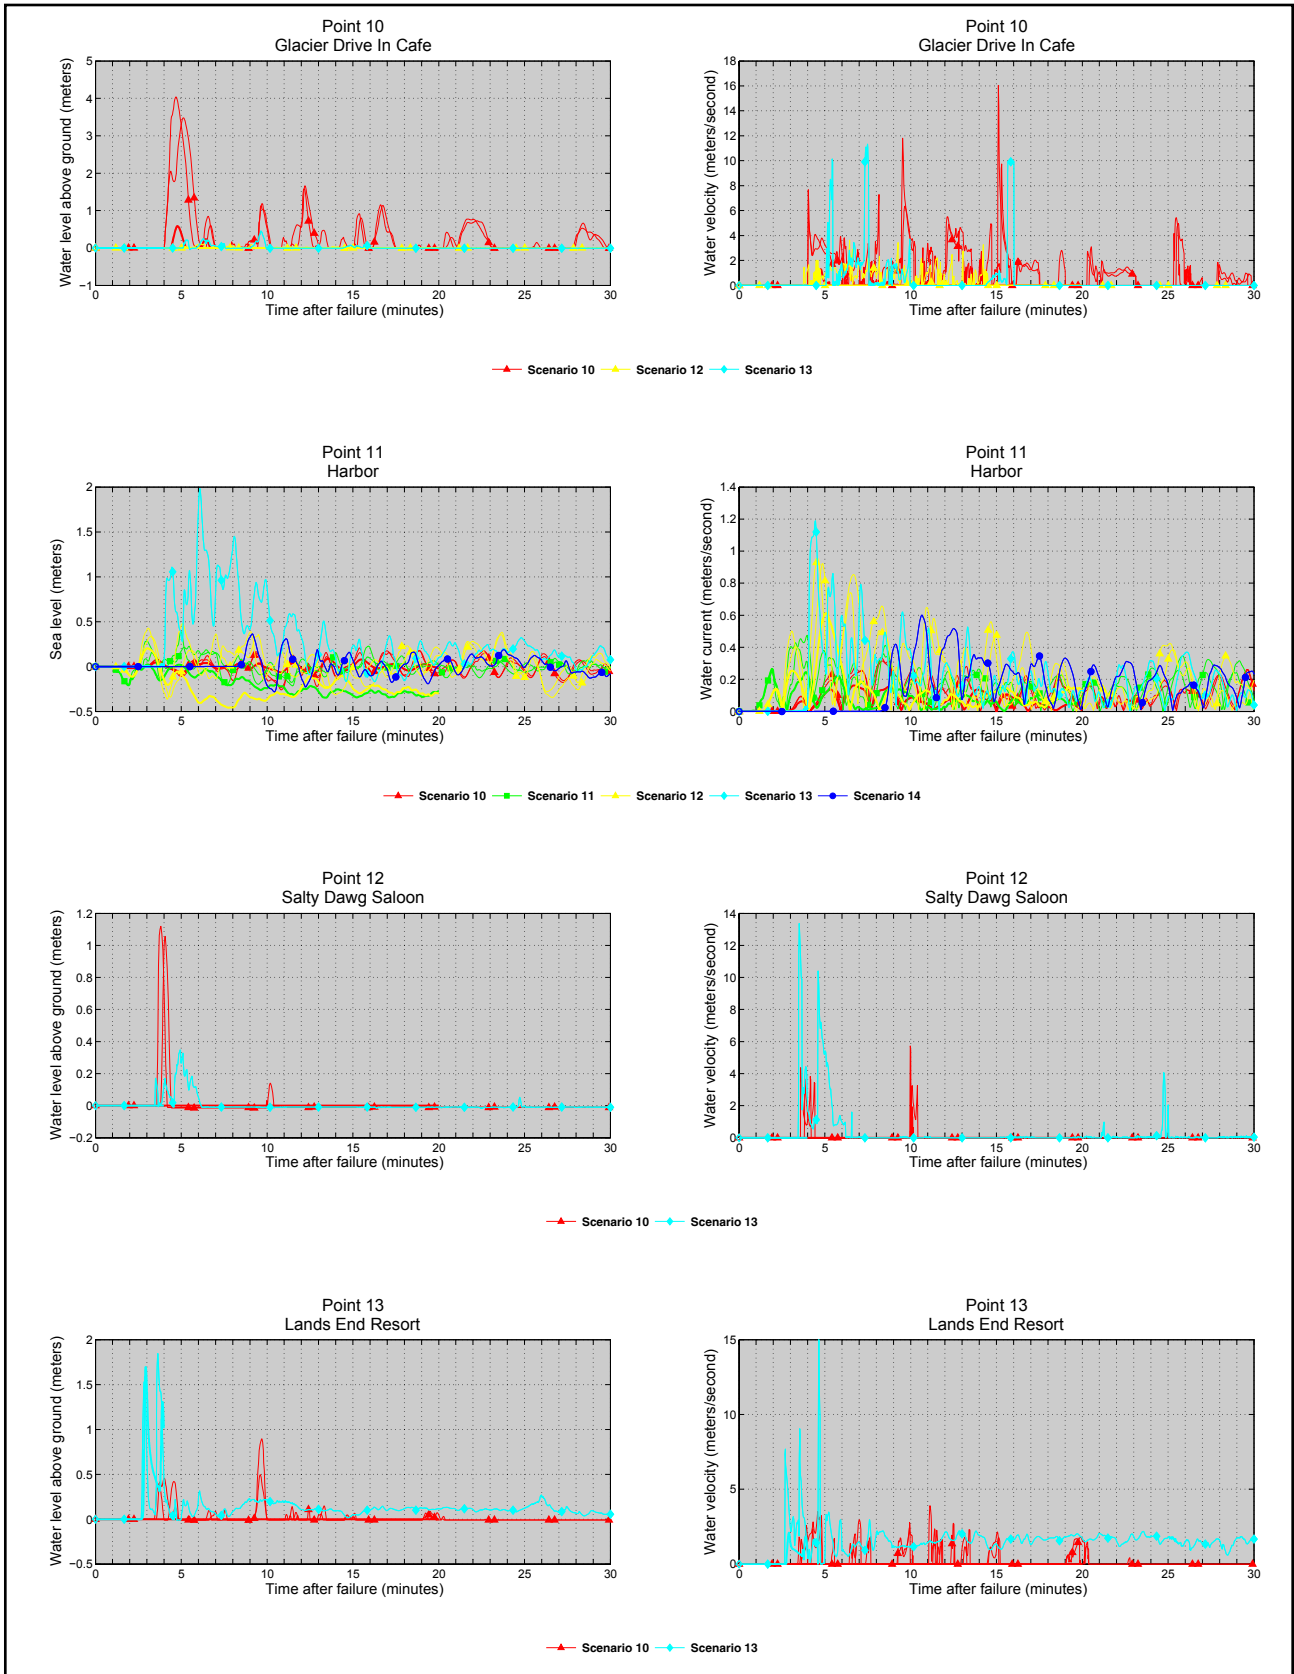 Point 10
Glacier Drive In Cafe
Water level above ground (meters)
5
4
3
2
1
0
−1
0 5 10 15 20 25 30
Time after failure (minutes)
Point 10
Glacier Drive In Cafe
Water velocity (meters/second)
18
16
14
12
10
8
6
4
2
0
0 5 10 15 20 25 30
Time after failure (minutes)
Scenario 10 Scenario 12 Scenario 13
Point 11
Harbor
Sea level (meters)
2
1.5
1
0.5
0
−0.5
0 5 10 15 20 25 30
Time after failure (minutes)
Point 11
Harbor
Water current (meters/second)
1.4
1.2
1
0.8
0.6
0.4
0.2
0
0 5 10 15 20 25 30
Time after failure (minutes)
Scenario 10 Scenario 11 Scenario 12 Scenario 13 Scenario 14
Point 12
Salty Dawg Saloon
Water level above ground (meters)
1.2
1
0.8
0.6
0.4
0.2
0
−0.2
0 5 10 15 20 25 30
Time after failure (minutes)
Point 12
Salty Dawg Saloon
Water velocity (meters/second)
14
12
10
8
6
4
2
0
0 5 10 15 20 25 30
Time after failure (minutes)
Scenario 10 Scenario 13
Point 13
Lands End Resort
Water level above ground (meters)
2
1.5
1
0.5
0
−0.5
0 5 10 15 20 25 30
Time after failure (minutes)
Point 13
Lands End Resort
Water velocity (meters/second)
15
10
5
0
0 5 10 15 20 25 30
Time after failure (minutes)
Scenario 10 Scenario 13